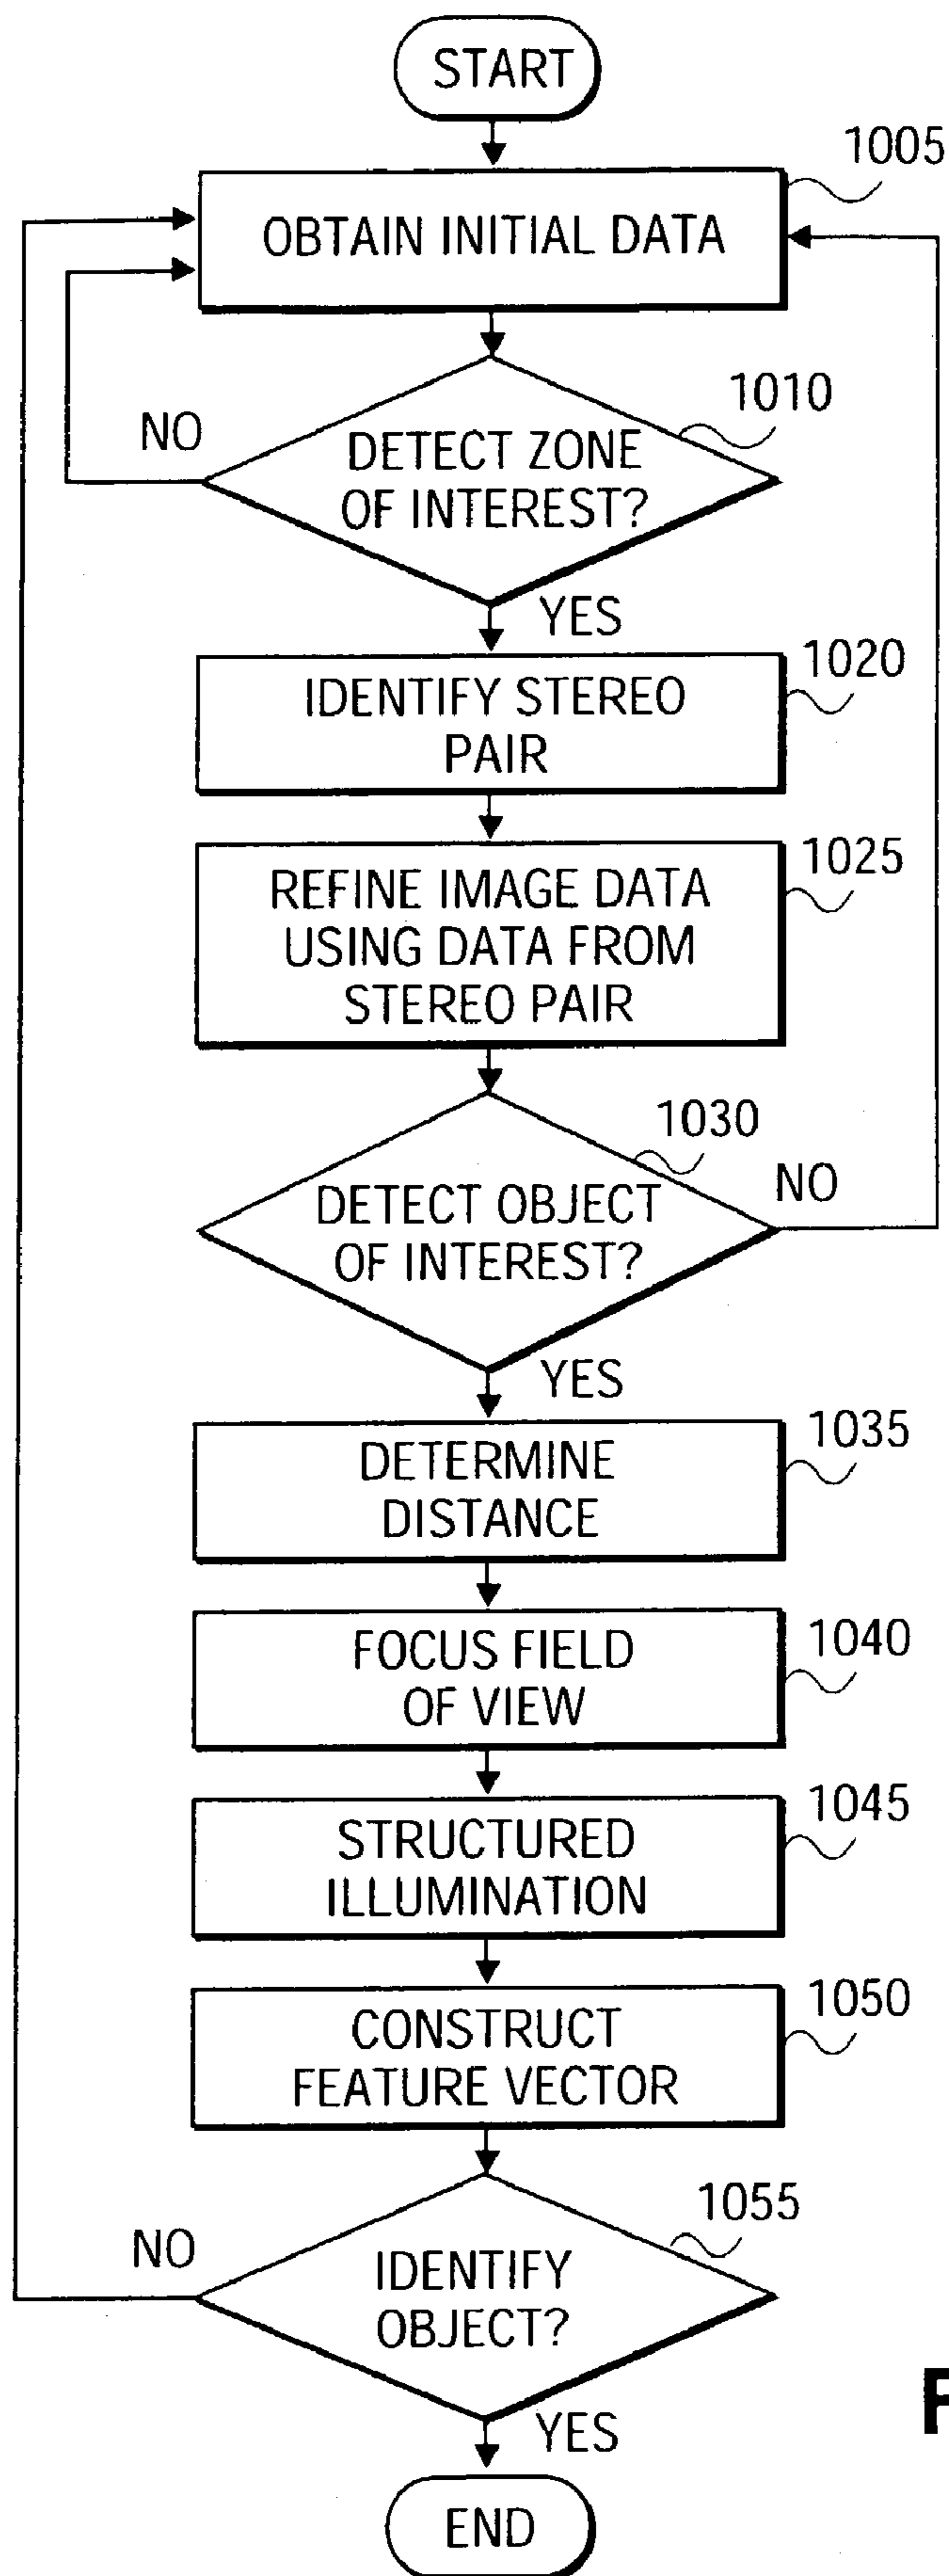 START
1005
OBTAIN INITIAL DATA
1010
NO
DETECT ZONE
OF INTEREST?
YES
1020
IDENTIFY STEREO
PAIR
1025
REFINE IMAGE DATA
USING DATA FROM
STEREO PAIR
1030
NO
DETECT OBJECT
OF INTEREST?
YES
1035
DETERMINE
DISTANCE
1040
FOCUS FIELD
OF VIEW
1045
STRUCTURED
ILLUMINATION
1050
CONSTRUCT
FEATURE VECTOR
1055
NO
IDENTIFY
OBJECT?
YES
END